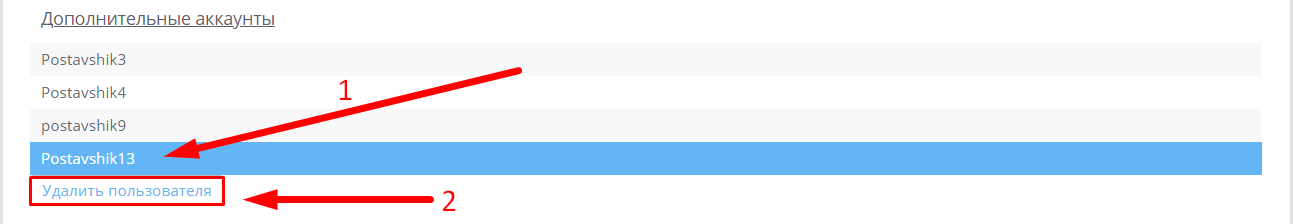 Дополнительные аккаунты
Postavshik3
1
Postavshik4
postavshik9
Postavshik13
Удалить пользователя
2